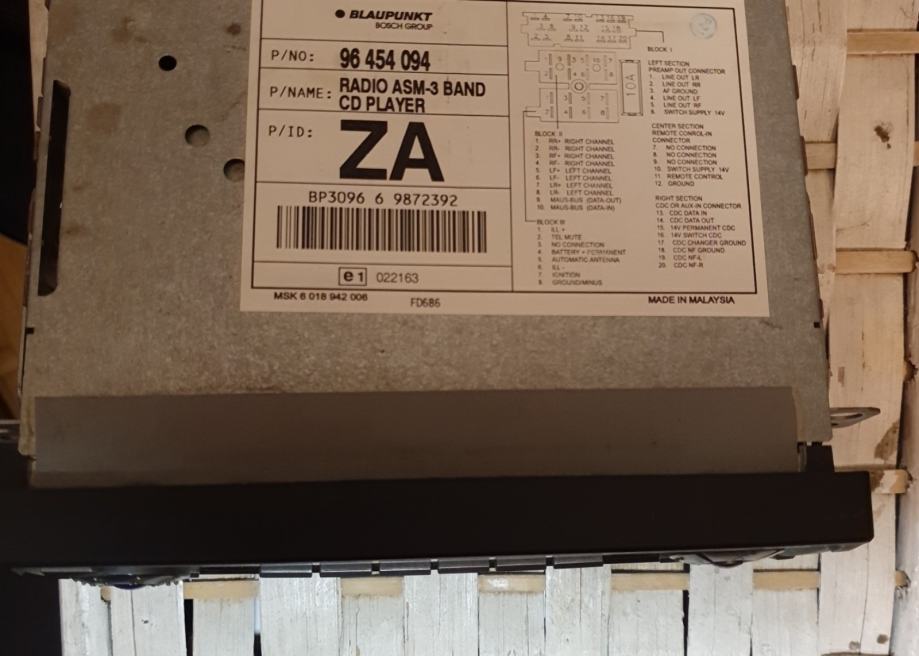 BLAUPUNKT
BOSCH GROUP
P/NO: 96 454 094
P/NAME: RADIO ASM-3 BAND
CD PLAYER
P/ID: ZA
BP3096 6 9872392
e1 022163
MSK 6 018 942 006
FD686
10A
BLOCK I
LEFT SECTION
PREAMP OUT CONNECTOR
1. LINE OUT LR
2. LINE OUT RR
3. AF GROUND
4. LINE OUT LF
5. LINE OUT RF
6. SWITCH SUPPLY 14V
CENTER SECTION
REMOTE CONROL-IN
CONNECTOR
7. NO CONNECTION
8. NO CONNECTION
9. NO CONNECTION
10. SWITCH SUPPLY 14V
11. REMOTE CONTROL
12. GROUND
RIGHT SECTION
CDC OR AUX-IN CONNECTOR
13. CDC DATA IN
14. CDC DATA OUT
15. 14V PERMANENT CDC
16. 14V SWITCH CDC
17. CDC CHANGER GROUND
18. CDC NF GROUND
19. CDC NF-L
20. CDC NF-R
BLOCK II
1. RR+ RIGHT CHANNEL
2. RR- RIGHT CHANNEL
3. RF+ RIGHT CHANNEL
4. RF- RIGHT CHANNEL
5. LF+ LEFT CHANNEL
6. LF- LEFT CHANNEL
7. LR+ LEFT CHANNEL
8. LR- LEFT CHANNEL
9. MAUS-BUS (DATA-OUT)
10. MAUS-BUS (DATA-IN)
BLOCK III
1. ILL +
2. TEL MUTE
3. NO CONNECTION
4. BATTERY + PERMANENT
5. AUTOMATIC ANTENNA
6. ILL -
7. IGNITION
8. GROUND/MINUS
MADE IN MALAYSIA